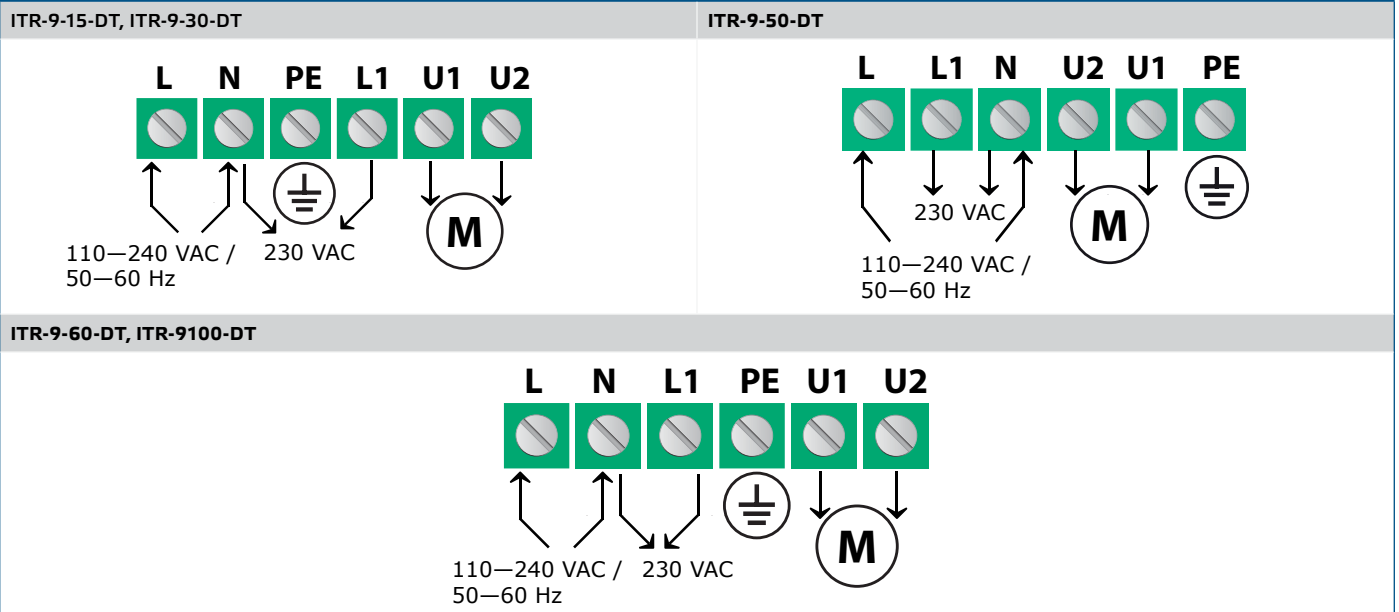 ITR-9-15-DT, ITR-9-30-DT
L N PE L1 U1 U2
M
110—240 VAC / 230 VAC
50—60 Hz
ITR-9-50-DT
L L1 N U2 U1 PE
230 VAC
M
110—240 VAC /
50—60 Hz
ITR-9-60-DT, ITR-9100-DT
L N L1 PE U1 U2
M
110—240 VAC / 230 VAC
50—60 Hz